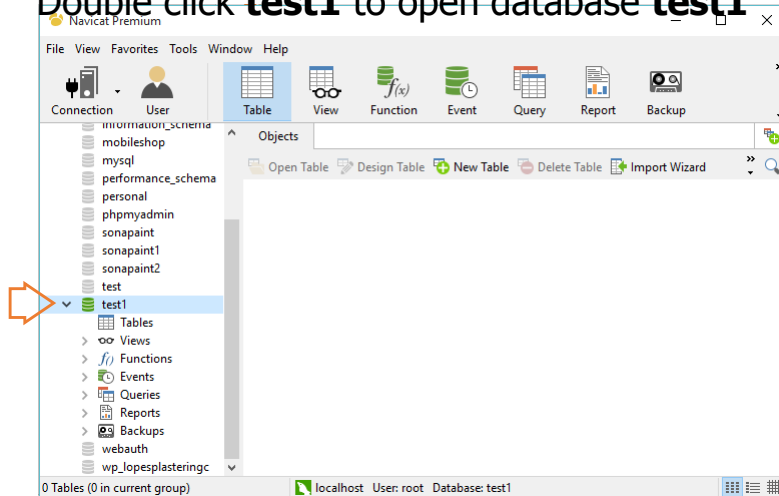 Double click test1 to open database test1
Navicat Premium
File View Favorites Tools Window Help
Connection User Table View Function Event Query Report Backup
Objects
Open Table Design Table New Table Delete Table Import Wizard
information_schema
mobileshop
mysql
performance_schema
personal
phpmyadmin
sonapaint
sonapaint1
sonapaint2
test
test1
Tables
Views
Functions
Events
Queries
Reports
Backups
webauth
wp_lopesplasteringc
0 Tables (0 in current group) localhost User: root Database: test1